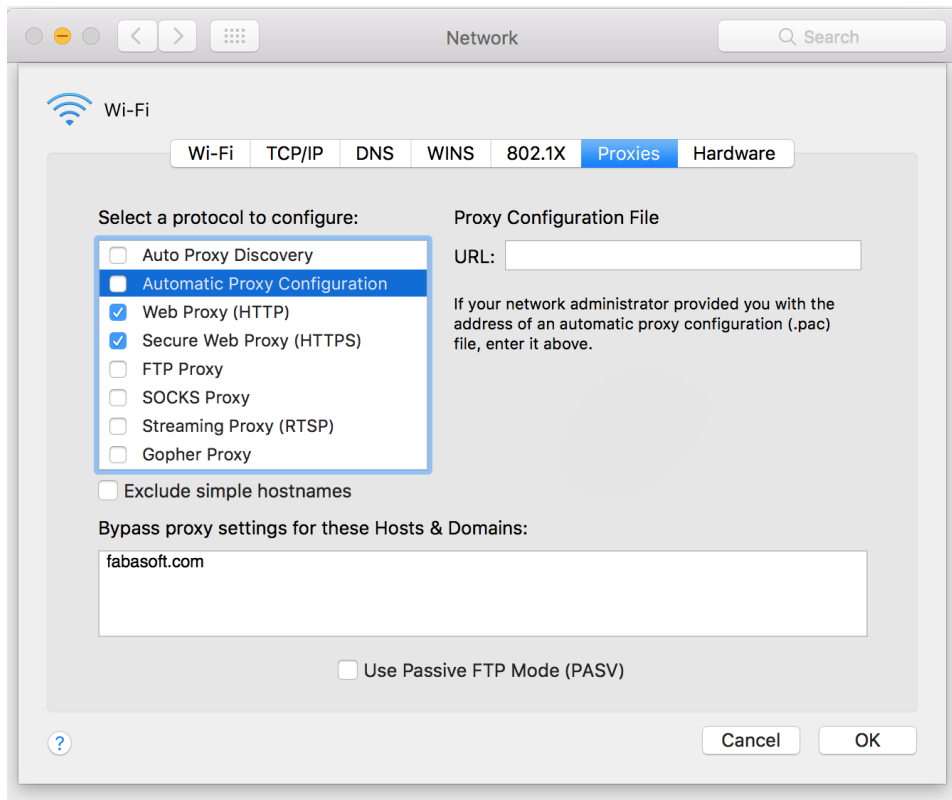 Network
Search
Wi-Fi
Wi-Fi TCP/IP DNS WINS 802.1X Proxies Hardware
Select a protocol to configure:
Auto Proxy Discovery
Automatic Proxy Configuration
Web Proxy (HTTP)
Secure Web Proxy (HTTPS)
FTP Proxy
SOCKS Proxy
Streaming Proxy (RTSP)
Gopher Proxy
Proxy Configuration File
URL:
If your network administrator provided you with the
address of an automatic proxy configuration (.pac)
file, enter it above.
Exclude simple hostnames
Bypass proxy settings for these Hosts & Domains:
fabasoft.com
Use Passive FTP Mode (PASV)
?
Cancel OK